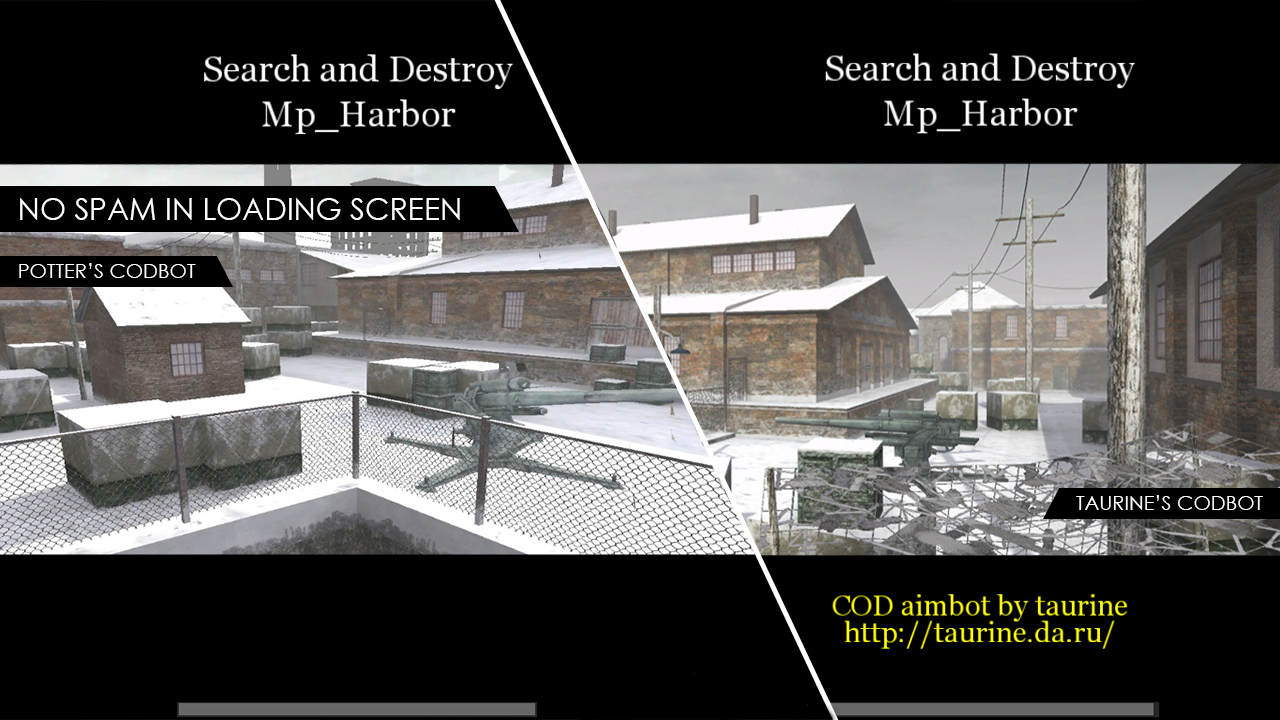 Search and Destroy
Mp_Harbor
NO SPAM IN LOADING SCREEN
POTTER'S CODBOT
Search and Destroy
Mp_Harbor
TAURINE'S CODBOT
COD aimbot by taurine
http://taurine.da.ru/